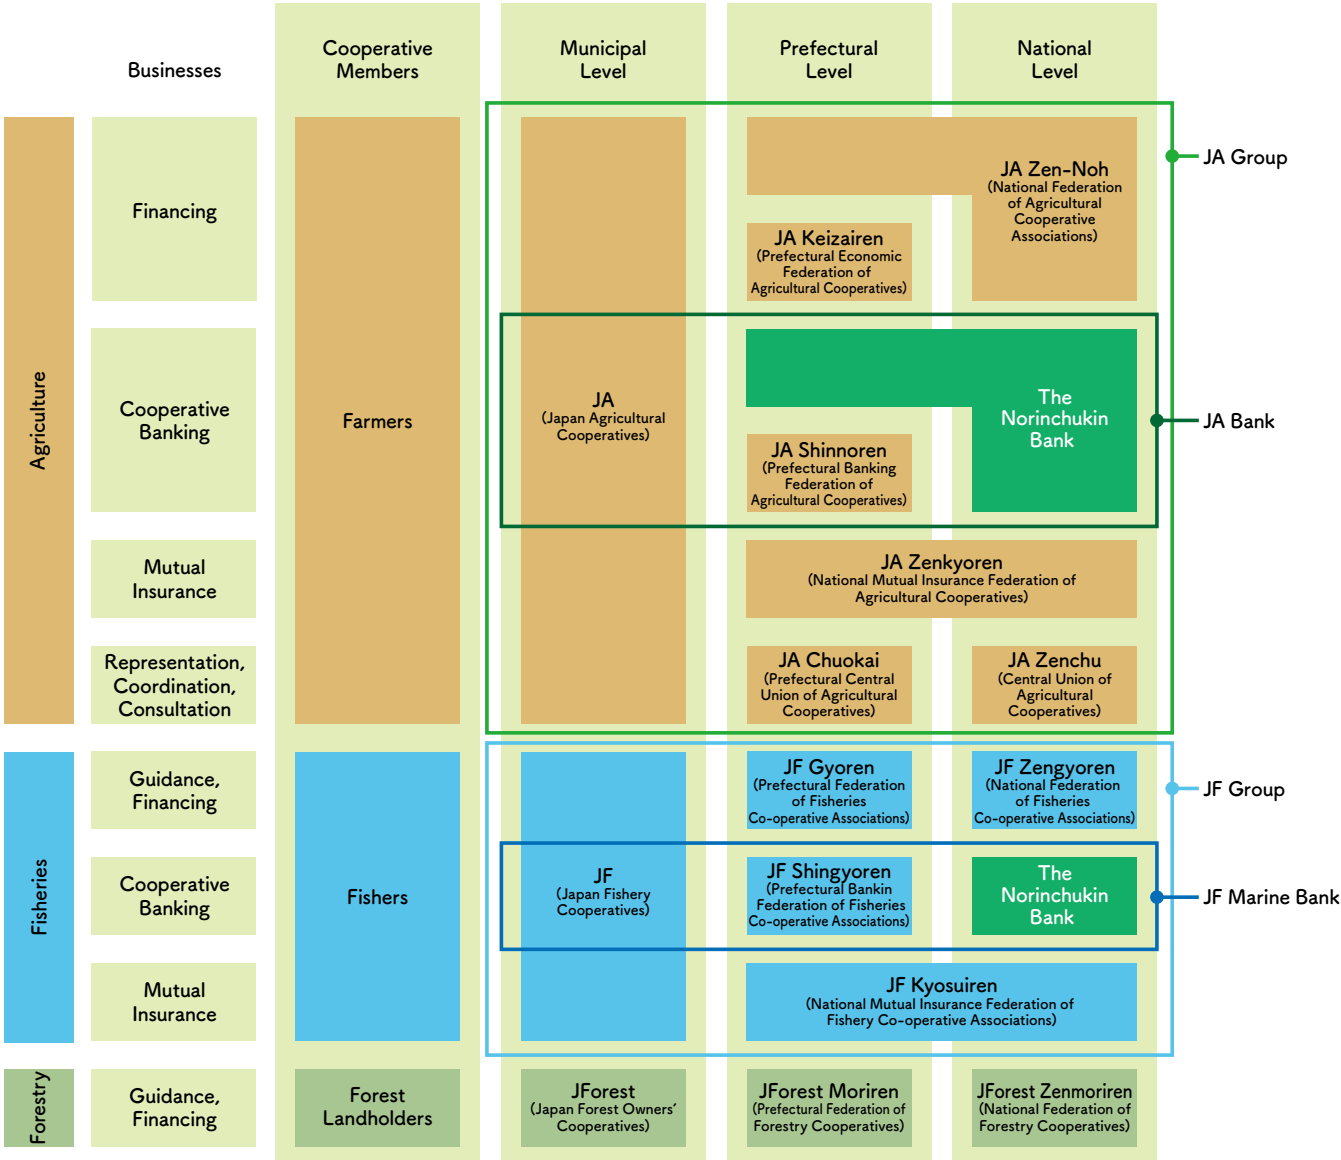 Businesses
Cooperative
Members
Municipal
Level
Prefectural
Level
National
Level
Agriculture
Financing
JA Zen-Noh
(National Federation
of Agricultural
Cooperative
Associations)
JA Keizairen
(Prefectural Economic
Federation of
Agricultural Cooperatives)
JA Group
Cooperative
Banking
Farmers
JA
(Japan Agricultural
Cooperatives)
The
Norinchukin
Bank
JA Shinnoren
(Prefectural Banking
Federation of
Agricultural Cooperatives)
JA Bank
Mutual
Insurance
JA Zenkyoren
(National Mutual Insurance Federation of
Agricultural Cooperatives)
Representation,
Coordination,
Consultation
JA Chuokai
(Prefectural Central
Union of Agricultural
Cooperatives)
JA Zenchu
(Central Union of
Agricultural
Cooperatives)
Fisheries
Guidance,
Financing
JF Gyoren
(Prefectural Federation
of Fisheries
Co-operative Associations)
JF Zengyoren
(National Federation
of Fisheries
Co-operative Associations)
JF Group
Cooperative
Banking
Fishers
JF
(Japan Fishery
Cooperatives)
JF Shingyoren
(Prefectural Bankin
Federation of Fisheries
Co-operative Associations)
The
Norinchukin
Bank
JF Marine Bank
Mutual
Insurance
JF Kyosuiren
(National Mutual Insurance Federation of
Fishery Co-operative Associations)
Forestry
Guidance,
Financing
Forest
Landholders
JForest
(Japan Forest Owners'
Cooperatives)
JForest Moriren
(Prefectural Federation of
Forestry Cooperatives)
JForest Zenmoriren
(National Federation of
Forestry Cooperatives)